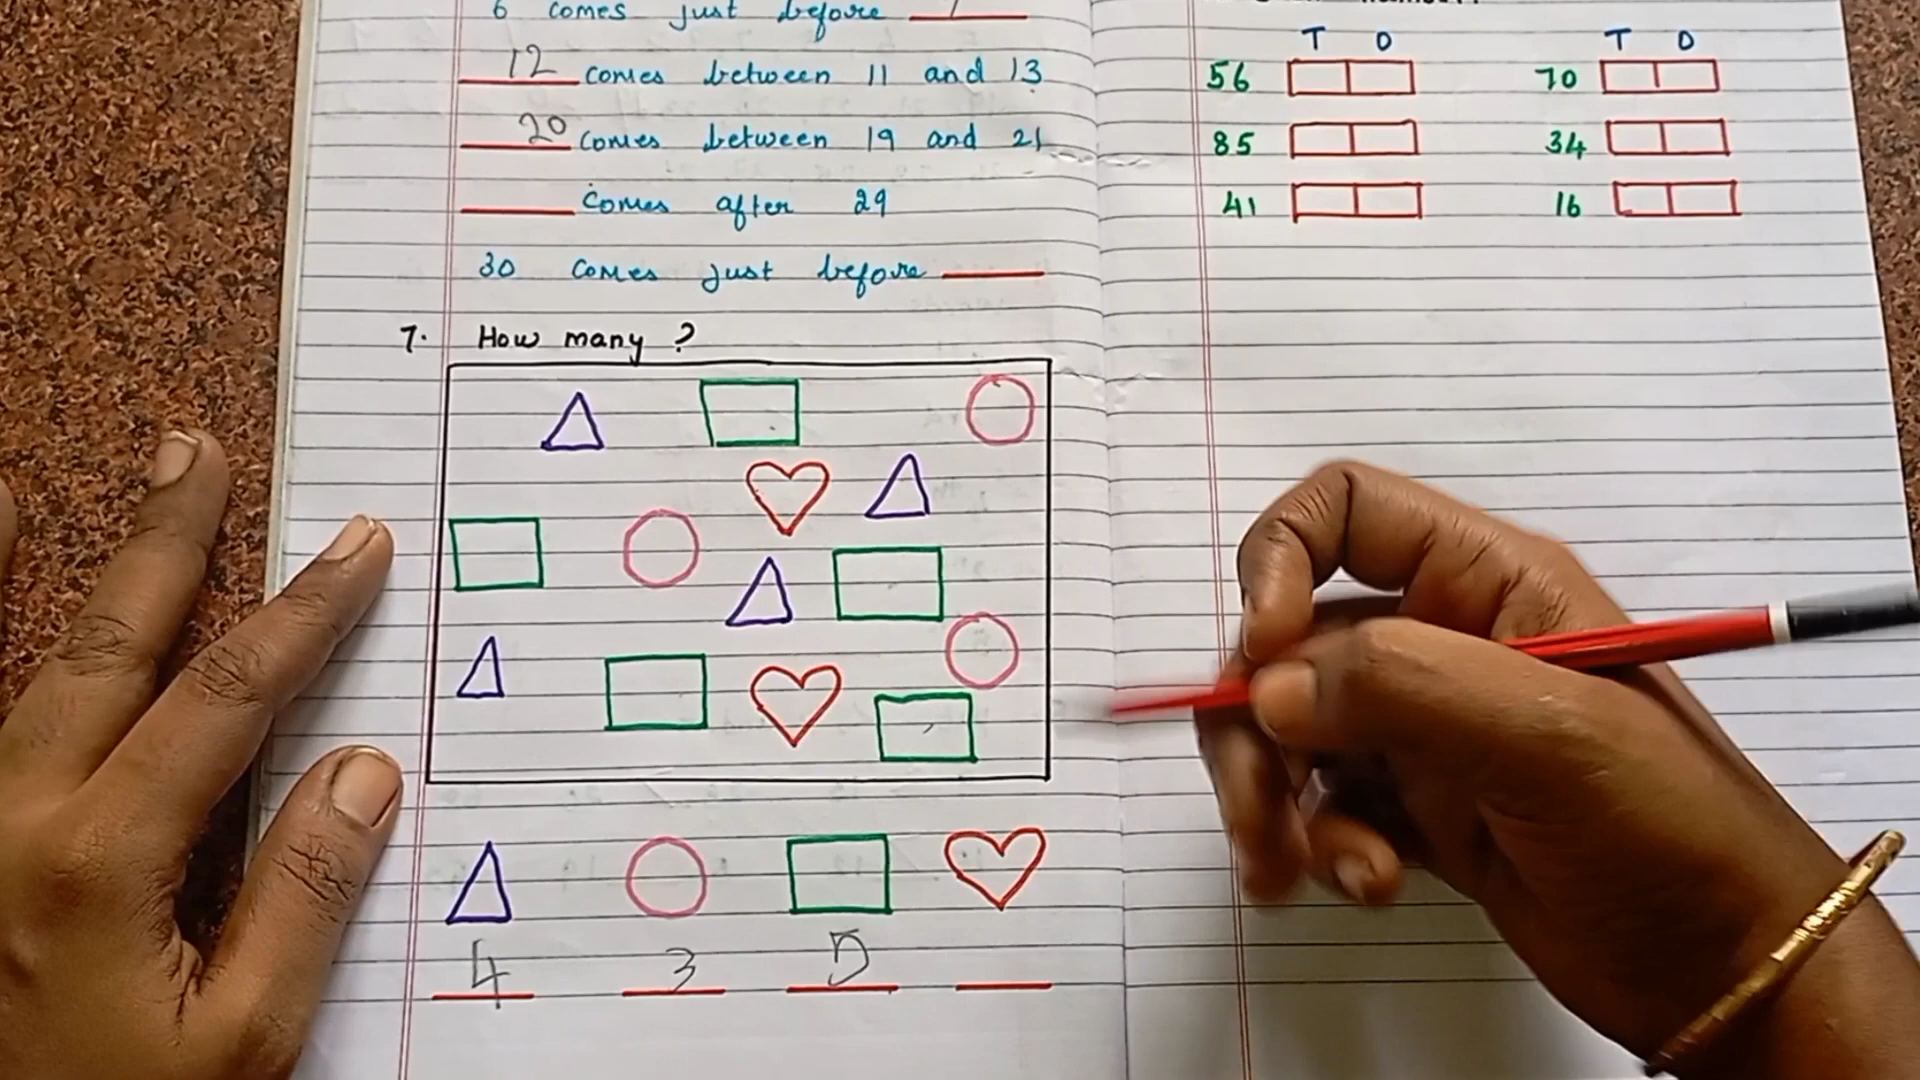 6 comes just before 7
12 comes between 11 and 13
20 comes between 19 and 21
comes after 29
30 comes just before
7. How many ?
4 3 5
T O T O
56 70
85 34
41 16